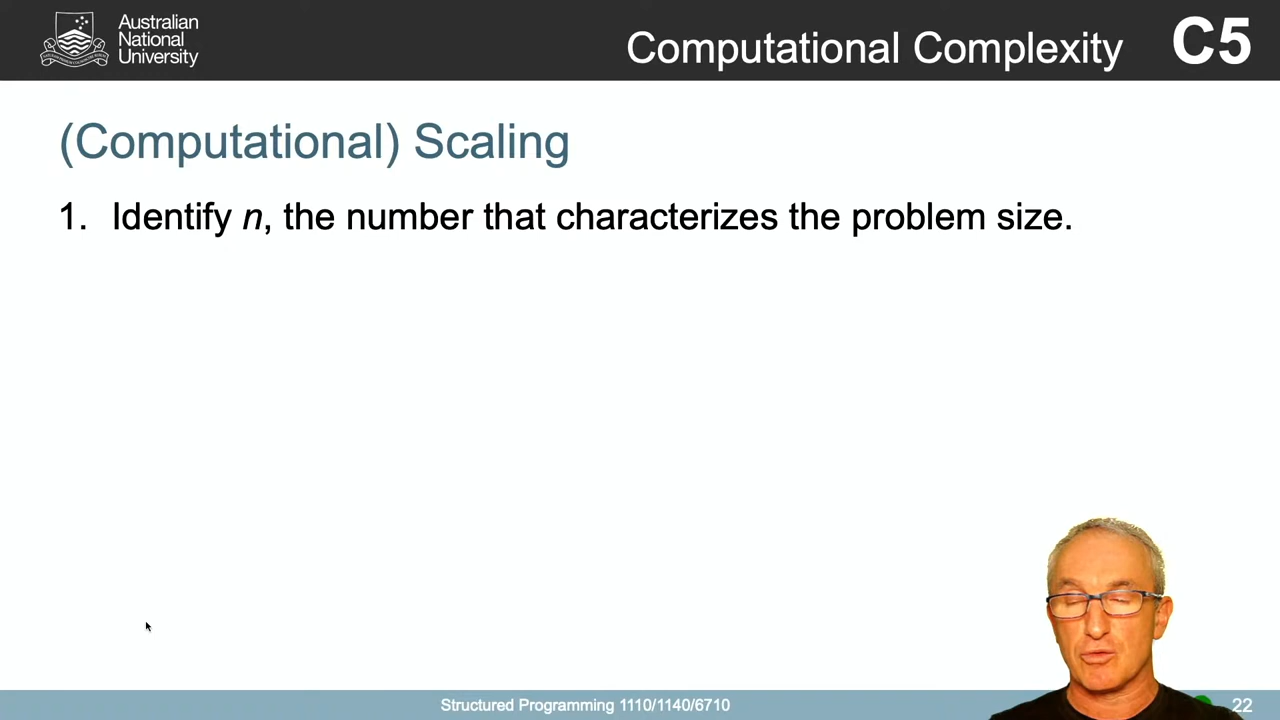 Australian
National
University
Computational Complexity C5
(Computational) Scaling
1. Identify n, the number that characterizes the problem size.
Structured Programming 1110/1140/6710
22